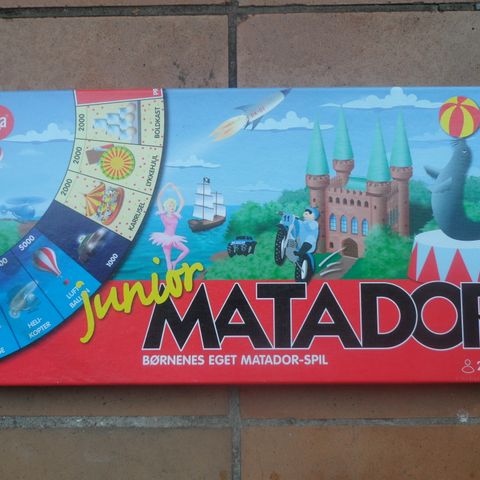 2000
BOLDKAST
2000
LYKKEHJUL
2000
KARRUSEL
1000
5000
LUFT-
BALLON
HELI-
KOPTER
junior
MATADOR
BØRNENES EGET MATADOR-SPIL